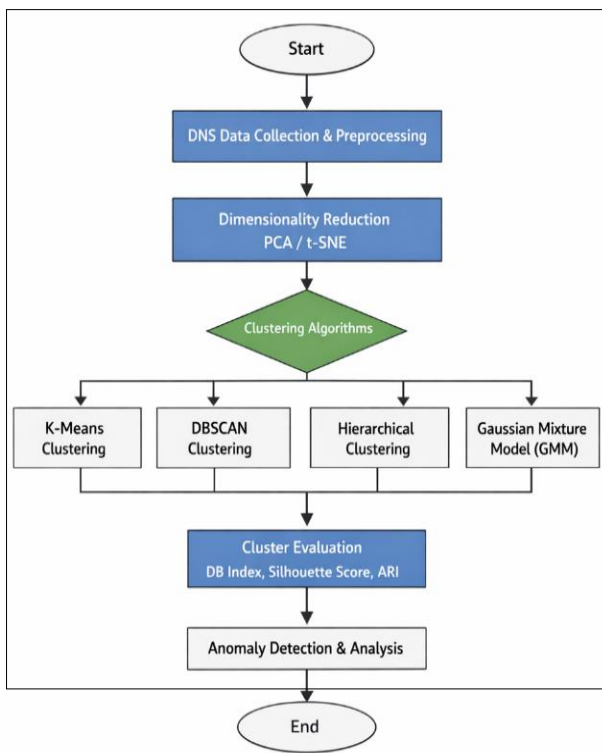 Start
DNS Data Collection & Preprocessing
Dimensionality Reduction
PCA / t-SNE
Clustering Algorithms
K-Means
Clustering
DBSCAN
Clustering
Hierarchical
Clustering
Gaussian Mixture
Model (GMM)
Cluster Evaluation
DB Index, Silhouette Score, ARI
Anomaly Detection & Analysis
End